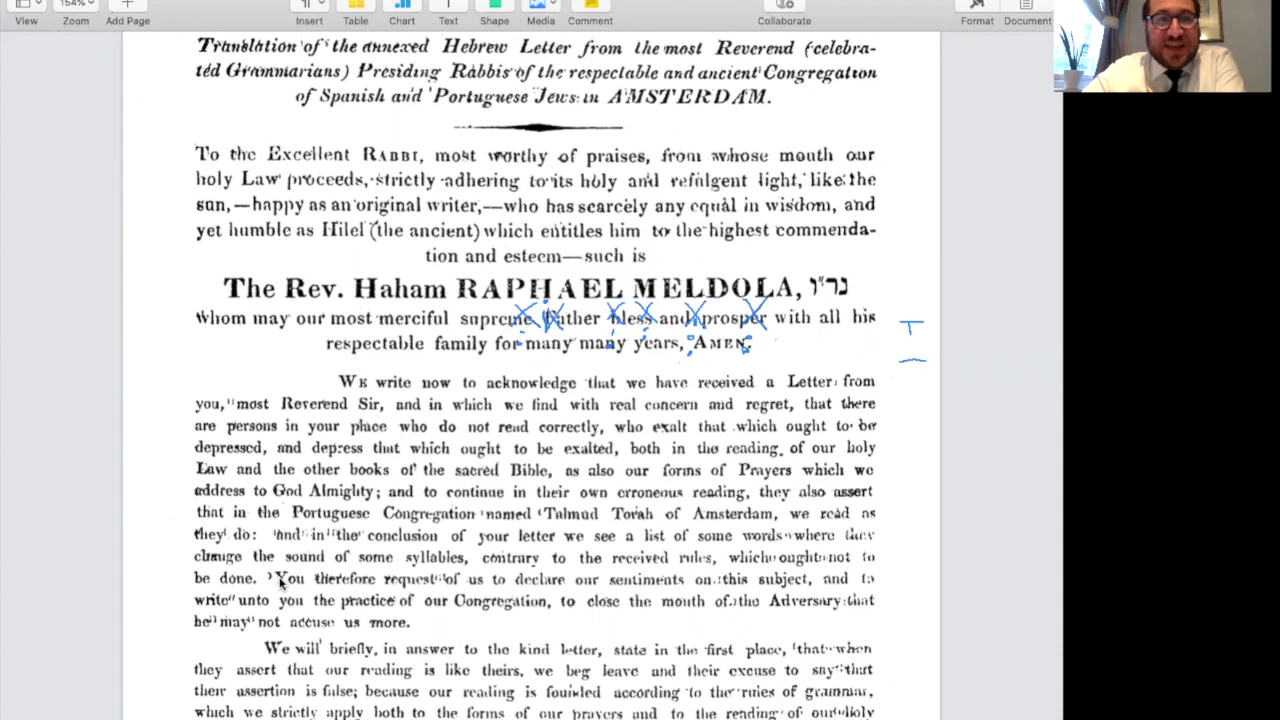 154%
View Zoom Add Page Insert Table Chart Text Shape Media Comment Collaborate Format Document
Translation of the annexed Hebrew Letter from the most Reverend (celebra-
ted Grammarians) Presiding Rabbis of the respectable and ancient Congregation
of Spanish and Portuguese Jews in AMSTERDAM.
To the Excellent RABBI, most worthy of praises, from whose mouth our
holy Law proceeds, strictly adhering to its holy and refulgent light, like the
sun,—happy as an original writer,—who has scarcely any equal in wisdom, and
yet humble as Hilel (the ancient) which entitles him to the highest commenda-
tion and esteem—such is
The Rev. Haham RAPHAEL MELDOLA, נר״ו
Whom may our most merciful supreme Father bless and prosper with all his
respectable family for many many years, AMEN.
WE write now to acknowledge that we have received a Letter from
you, most Reverend Sir, and in which we find with real concern and regret, that there
are persons in your place who do not read correctly, who exalt that which ought to be
depressed, and depress that which ought to be exalted, both in the reading of our holy
Law and the other books of the sacred Bible, as also our forms of Prayers which we
address to God Almighty; and to continue in their own erroneous reading, they also assert
that in the Portuguese Congregation named Talmud Torah of Amsterdam, we read as
they do: and in the conclusion of your letter we see a list of some words where they
change the sound of some syllables, contrary to the received rules, which ought not to
be done. You therefore request of us to declare our sentiments on this subject, and to
write unto you the practice of our Congregation, to close the mouth of the Adversary that
he may not accuse us more.
We will briefly, in answer to the kind letter, state in the first place, that when
they assert that our reading is like theirs, we beg leave and their excuse to say that
their assertion is false; because our reading is founded according to the rules of grammar,
which we strictly apply both to the forms of our prayers and to the reading of our holy